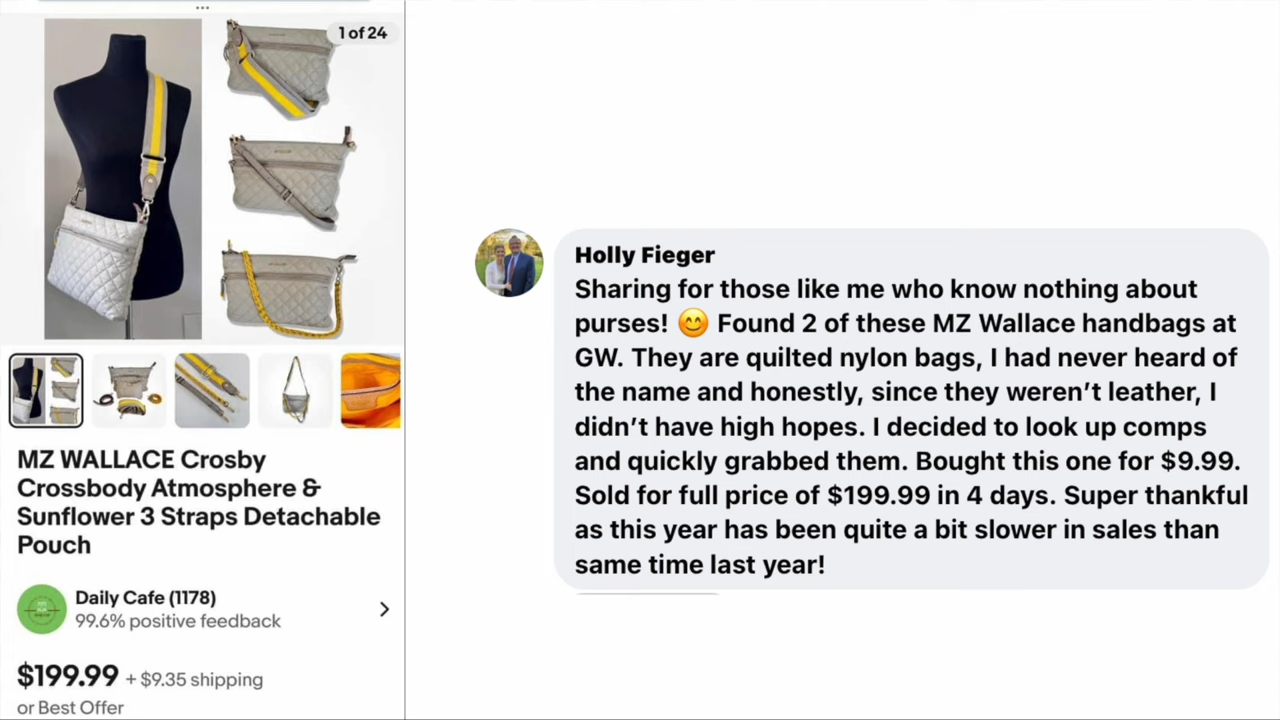 1 of 24
MZ WALLACE Crosby
Crossbody Atmosphere &
Sunflower 3 Straps Detachable
Pouch
Daily Cafe (1178)
99.6% positive feedback
$199.99 + $9.35 shipping
or Best Offer
Holly Fieger
Sharing for those like me who know nothing about
purses! 😊 Found 2 of these MZ Wallace handbags at
GW. They are quilted nylon bags, I had never heard of
the name and honestly, since they weren’t leather, I
didn’t have high hopes. I decided to look up comps
and quickly grabbed them. Bought this one for $9.99.
Sold for full price of $199.99 in 4 days. Super thankful
as this year has been quite a bit slower in sales than
same time last year!